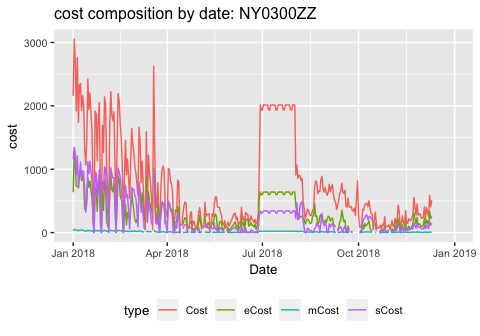 cost composition by date: NY0300ZZ
3000
2000
1000
0
cost
Jan 2018 Apr 2018 Jul 2018 Oct 2018 Jan 2019
Date
type Cost eCost mCost sCost